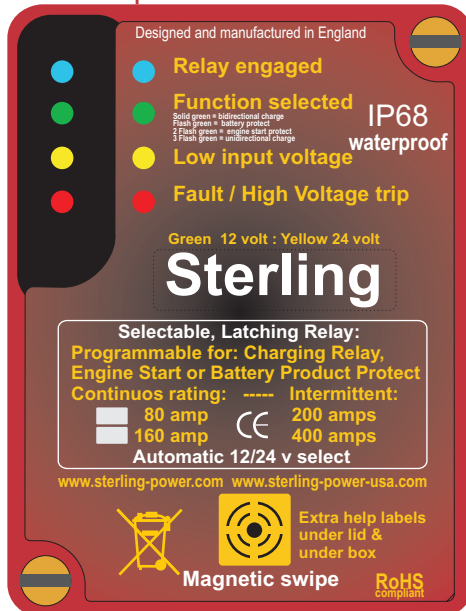 Designed and manufactured in England
Relay engaged
Function selected
Solid green = bidirectional charge
Flash green = battery protect
2 Flash green = engine start protect
3 Flash green = unidirectional charge
IP68
waterproof
Low input voltage
Fault / High Voltage trip
Green 12 volt : Yellow 24 volt
Sterling
Selectable, Latching Relay:
Programmable for: Charging Relay,
Engine Start or Battery Product Protect
Continuos rating: ----- Intermittent:
80 amp CE 200 amps
160 amp 400 amps
Automatic 12/24 v select
www.sterling-power.com www.sterling-power-usa.com
Extra help labels
under lid &
under box
Magnetic swipe
RoHS
compliant